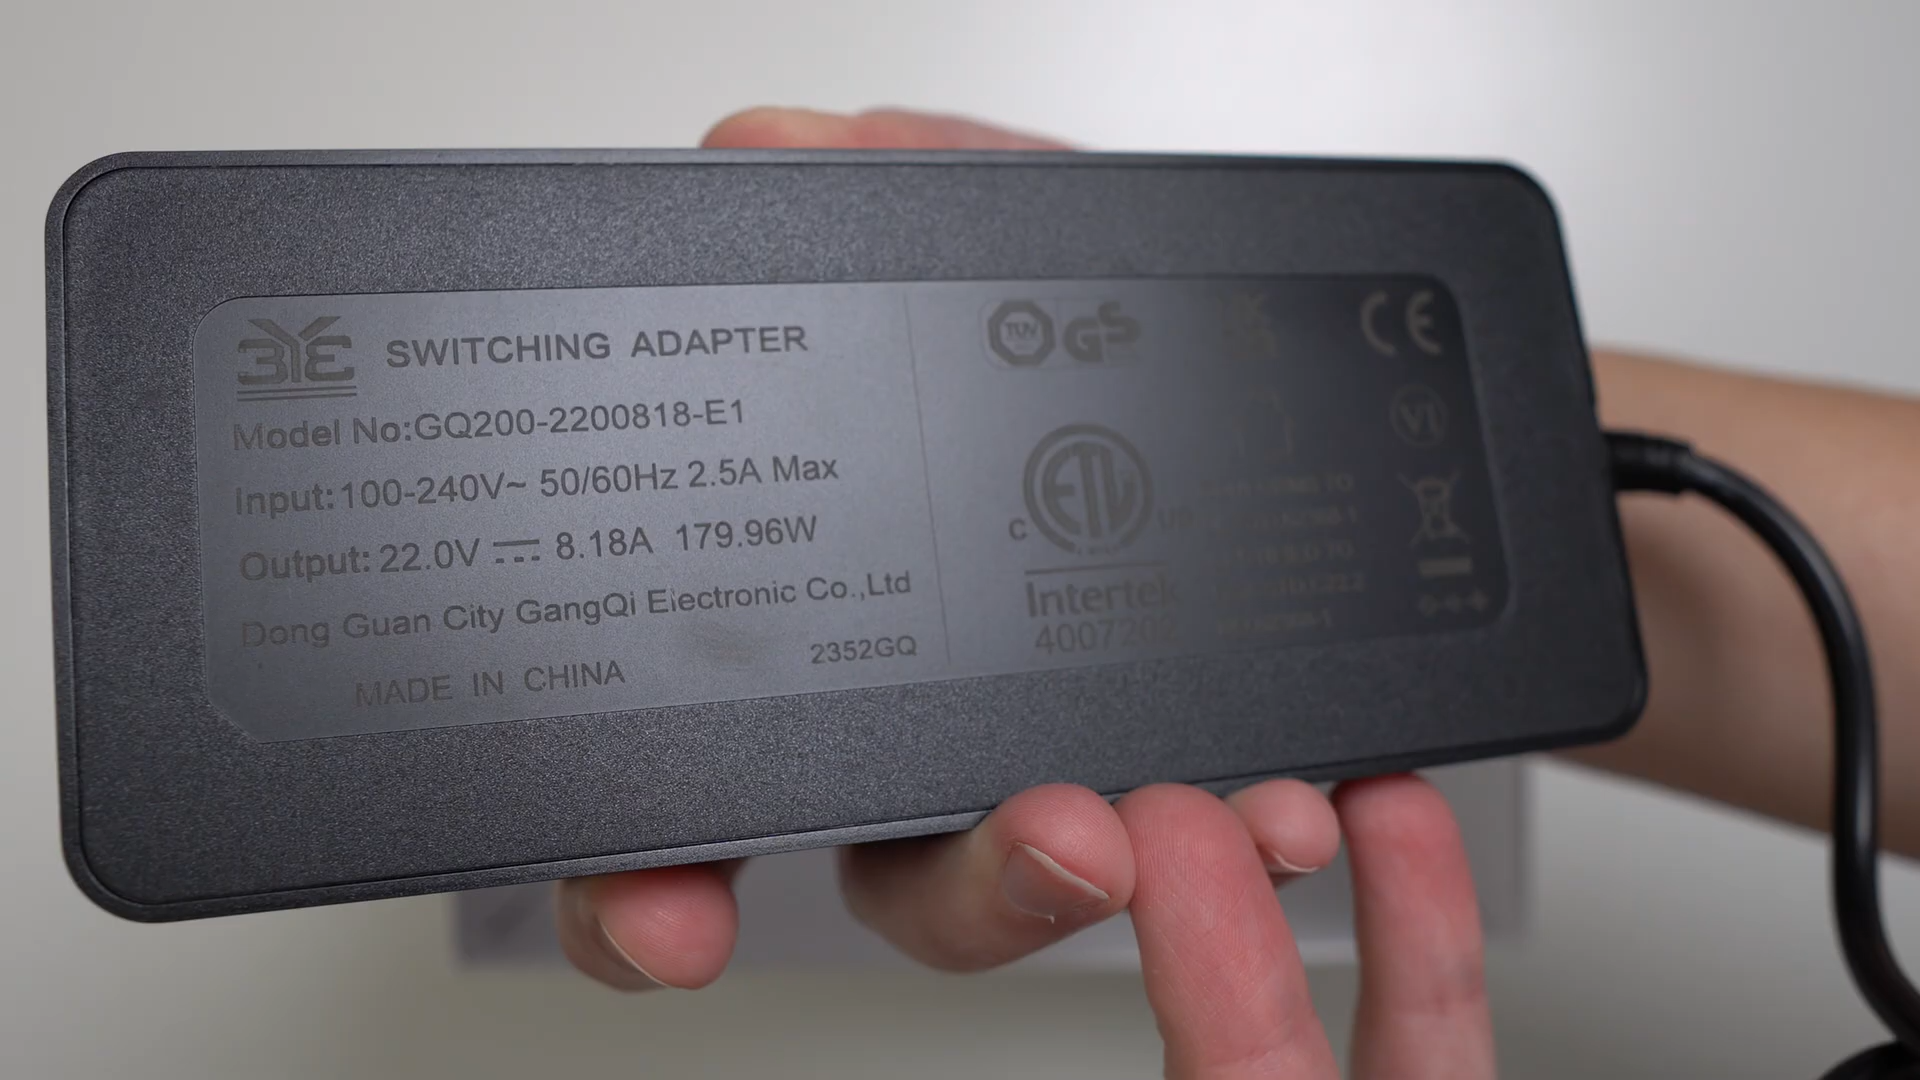 3YE SWITCHING ADAPTER
Model No:GQ200-2200818-E1
Input: 100-240V~ 50/60Hz 2.5A Max
Output: 22.0V ⎓ 8.18A 179.96W
Dong Guan City GangQi Electronic Co.,Ltd
MADE IN CHINA 2352GQ
TÜV GS
CE
VI
C ETL US
Intertek